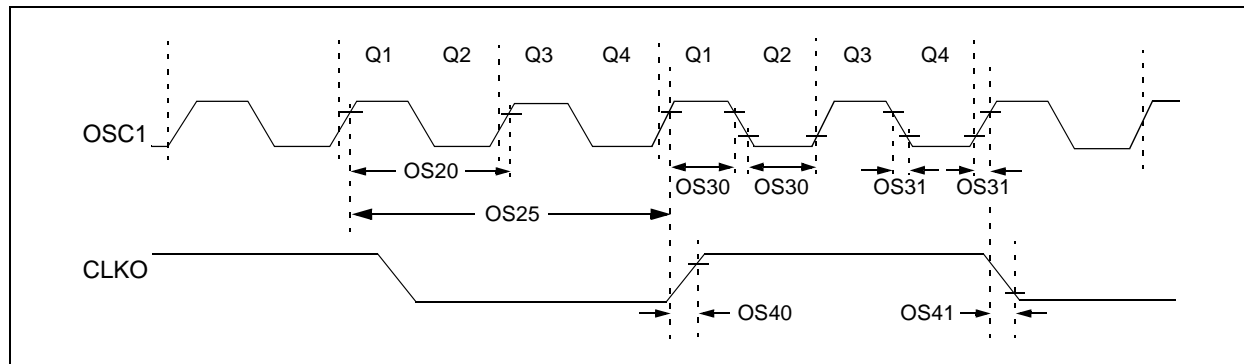 Q1 Q2 Q3 Q4 Q1 Q2 Q3 Q4
OSC1
OS20 OS30 OS30 OS31 OS31
OS25
CLKO
OS40 OS41